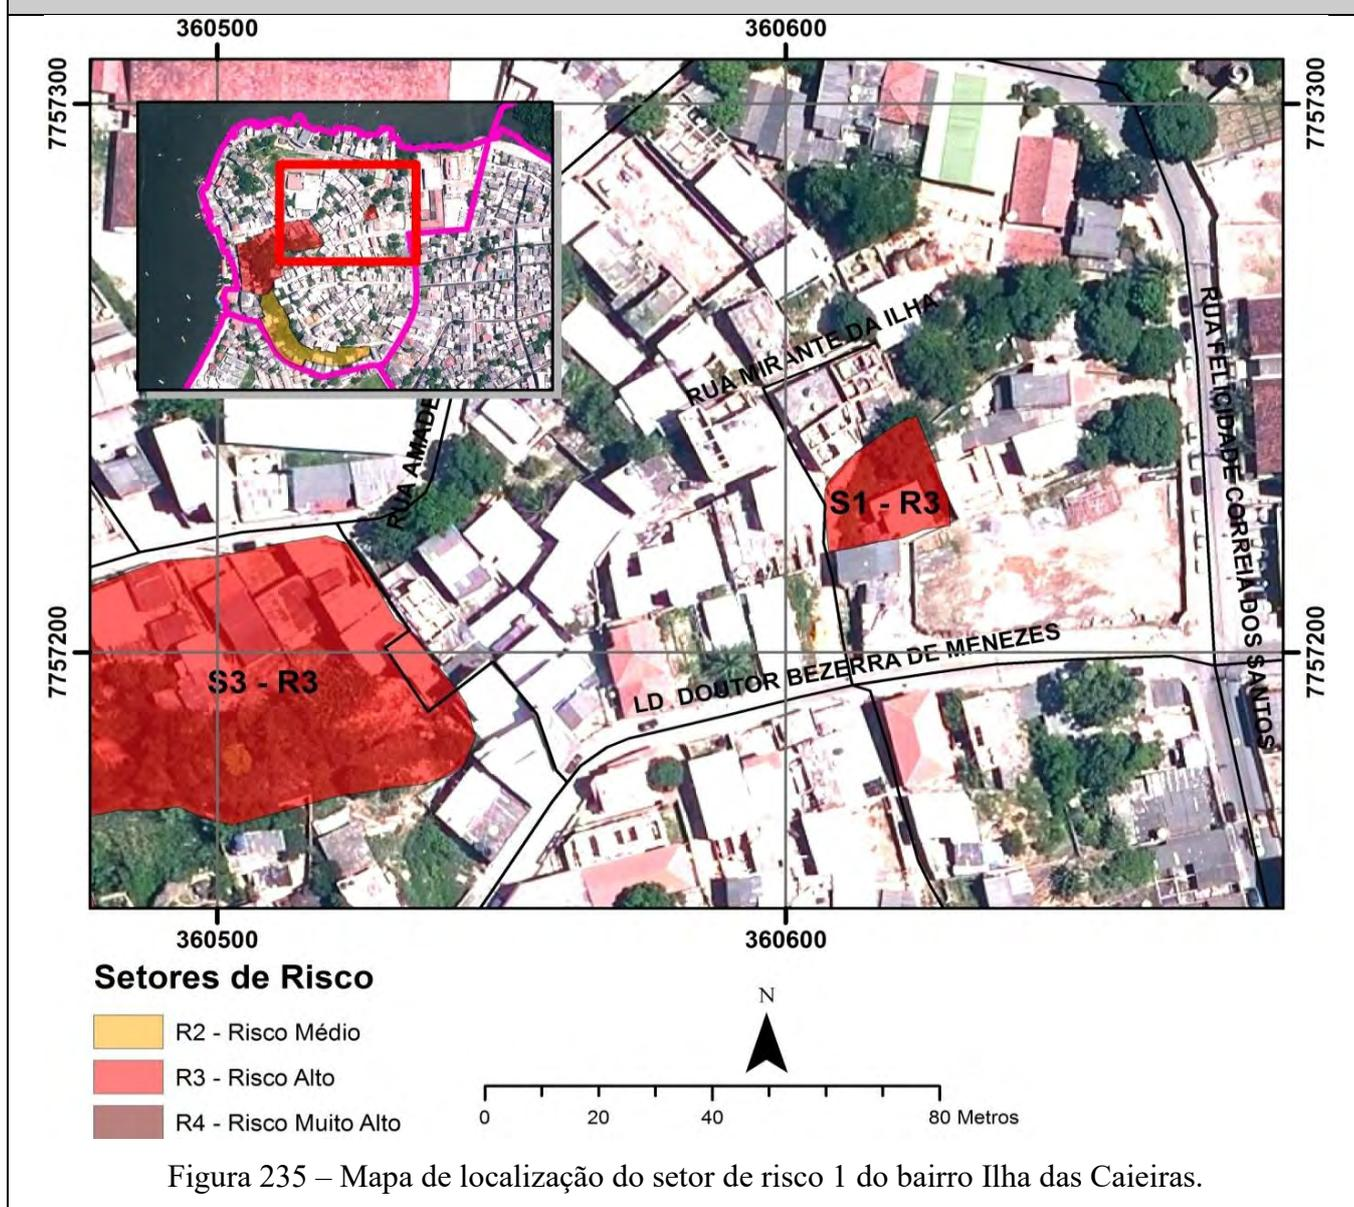 360500 360600
7757300 7757300
RUA MIRANTE DA ILHA
RUA FELICIDADE CORREIA DOS SANTOS
RUA AMADE
S1 - R3
7757200 7757200
S3 - R3
LD DOUTOR BEZERRA DE MENEZES
360500 360600
Setores de Risco
R2 - Risco Médio
R3 - Risco Alto
R4 - Risco Muito Alto
N
0 20 40 80 Metros
Figura 235 – Mapa de localização do setor de risco 1 do bairro Ilha das Caieiras.